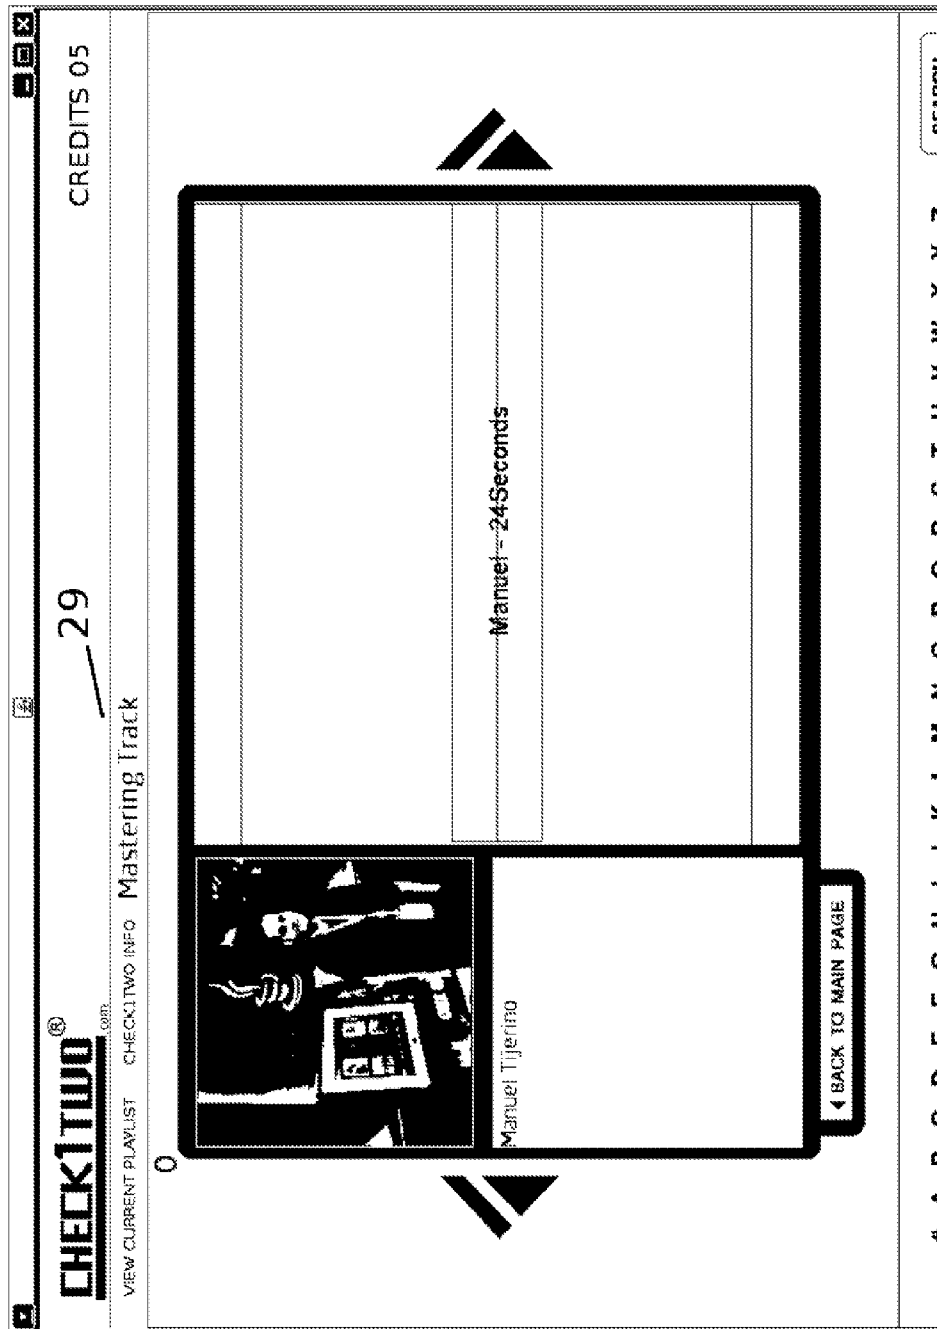 CHECK1TWO®
.com
29
CREDITS 05
VIEW CURRENT PLAYLIST CHECK1TWO INFO Mastering Track
0
Manuel - 24Seconds
Manuel Tijerino
BACK TO MAIN PAGE
SEARCH